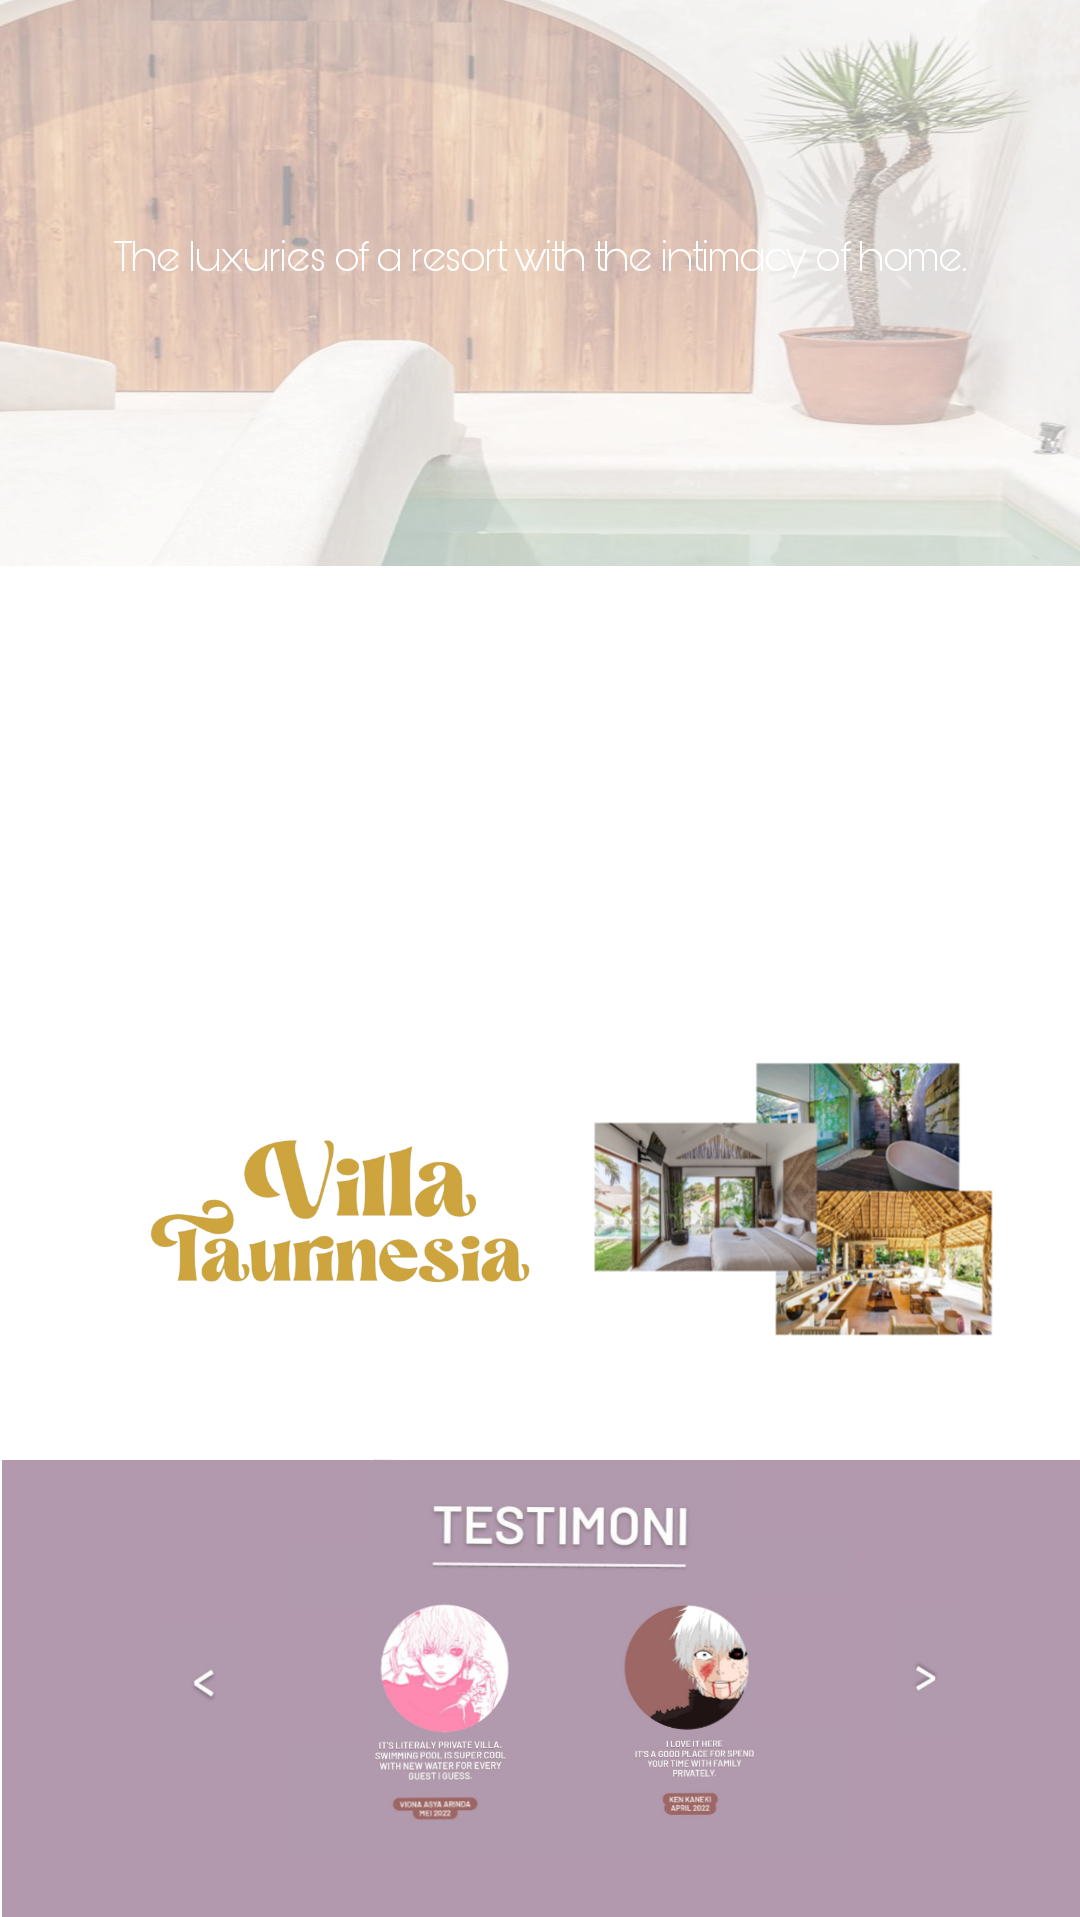 The luxuries of a resort with the intimacy of home.
Villa
Taurinesia
TESTIMONI
<
>
IT'S LITERALY PRIVATE VILLA.
SWIMMING POOL IS SUPER COOL
WITH NEW WATER FOR EVERY
GUEST I GUESS.
VIONA ASYA ARINDA
MEI 2022
I LOVE IT HERE
IT'S A GOOD PLACE FOR SPEND
YOUR TIME WITH FAMILY
PRIVATELY.
KEN KANEKI
APRIL 2022